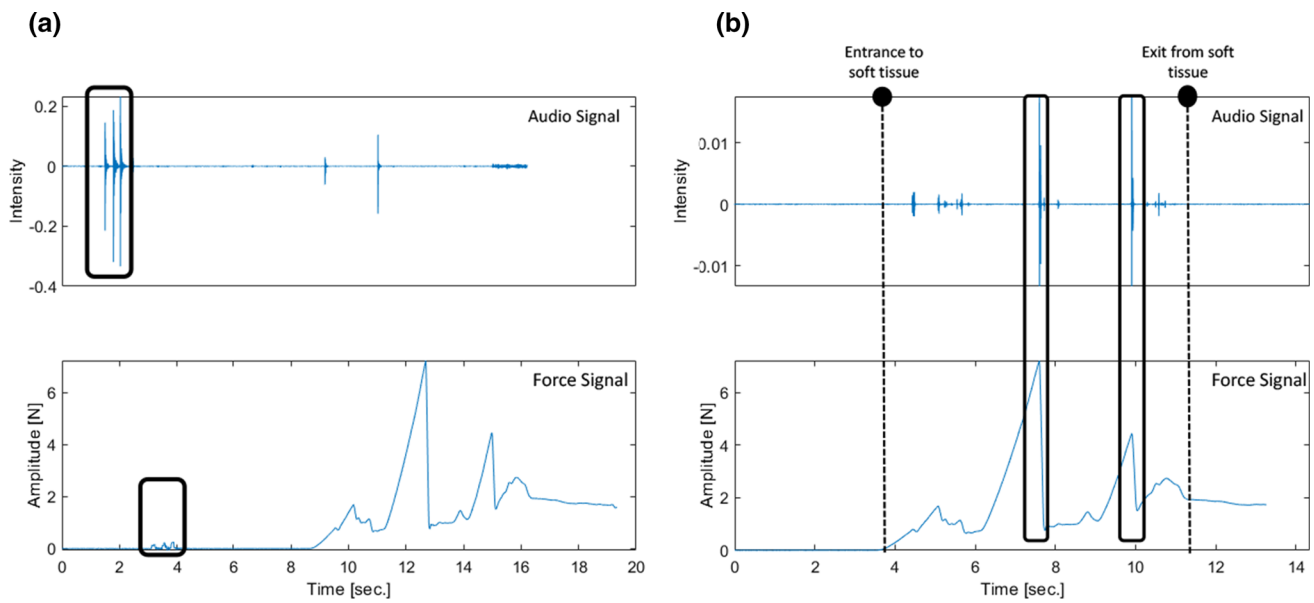 (a)
(b)
Entrance to
soft tissue
Exit from soft
tissue
Audio Signal
0.2
0
-0.2
-0.4
Intensity
Audio Signal
0.01
0
-0.01
Intensity
Force Signal
6
4
2
0
Amplitude [N]
0 2 4 6 8 10 12 14 16 18 20
Time [sec.]
Force Signal
6
4
2
0
Amplitude [N]
0 2 4 6 8 10 12 14
Time [sec.]